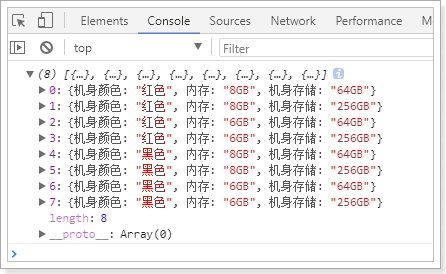 Elements Console Sources Network Performance M
top Filter
(8) [{…}, {…}, {…}, {…}, {…}, {…}, {…}, {…}] i
0: {机身颜色: "红色", 内存: "8GB", 机身存储: "64GB"}
1: {机身颜色: "红色", 内存: "8GB", 机身存储: "256GB"}
2: {机身颜色: "红色", 内存: "6GB", 机身存储: "64GB"}
3: {机身颜色: "红色", 内存: "6GB", 机身存储: "256GB"}
4: {机身颜色: "黑色", 内存: "8GB", 机身存储: "64GB"}
5: {机身颜色: "黑色", 内存: "8GB", 机身存储: "256GB"}
6: {机身颜色: "黑色", 内存: "6GB", 机身存储: "64GB"}
7: {机身颜色: "黑色", 内存: "6GB", 机身存储: "256GB"}
length: 8
__proto__: Array(0)